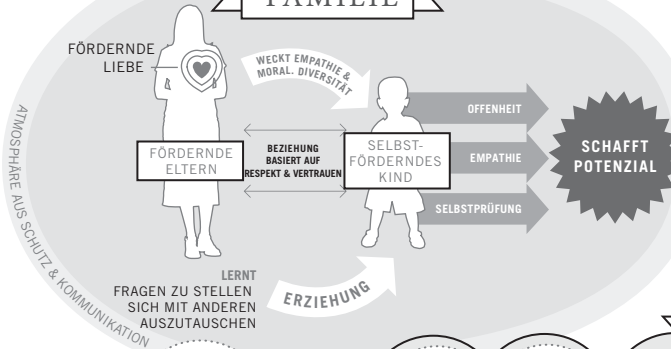 FAMILIE
FÖRDERNDE
LIEBE
WECKT EMPATHIE &
MORAL. DIVERSITÄT
FÖRDERNDE
ELTERN
BEZIEHUNG
BASIERT AUF
RESPEKT & VERTRAUEN
SELBST-
FÖRDERNDES
KIND
OFFENHEIT
EMPATHIE
SELBSTPRÜFUNG
SCHAFFT
POTENZIAL
LERNT
FRAGEN ZU STELLEN
SICH MIT ANDEREN
AUSZUTAUSCHEN
ERZIEHUNG
ATMOSPHÄRE AUS SCHUTZ & KOMMUNIKATION